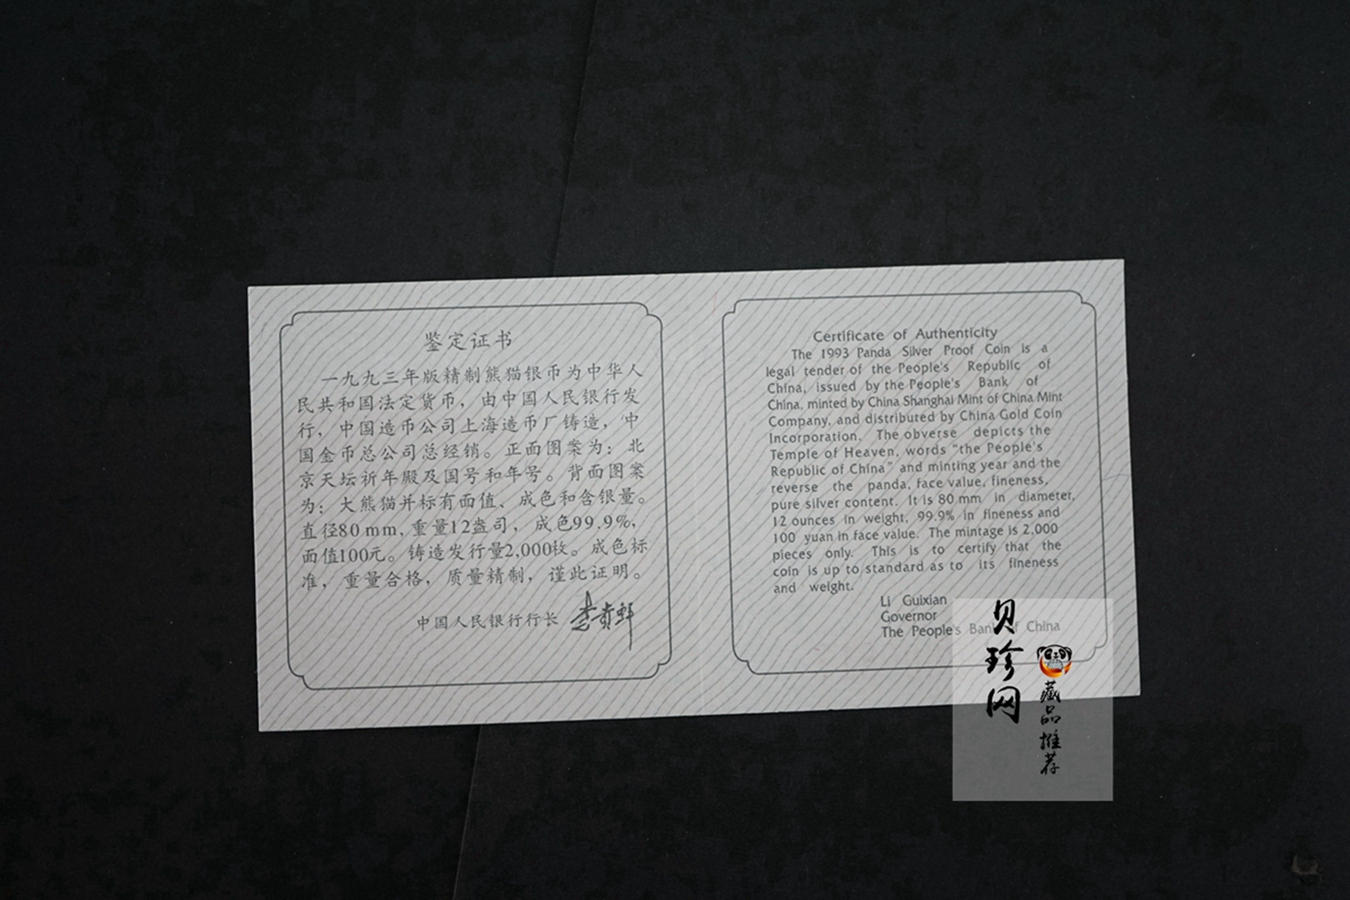 鉴定证书
一九九三年版精制熊猫银币为中华人
民共和国法定货币，由中国人民银行发
行，中国造币公司上海造币厂铸造，中
国金币总公司总经销。正面图案为：北
京天坛祈年殿及国号和年号。背面图案
为：大熊猫并标有面值、成色和含银量。
直径80mm,重量12盎司，成色99.9%,
面值100元。铸造发行量2,000枚。成色标
准，重量合格，质量精制，谨此证明。
中国人民银行行长 李贵鲜
Certificate of Authenticity
The 1993 Panda Silver Proof Coin is a
legal tender of the People's Republic of
China, issued by the People's Bank of
China, minted by China Shanghai Mint of China Mint
Company, and distributed by China Gold Coin
Incorporation. The obverse depicts the
Temple of Heaven, words "the People's
Republic of China" and minting year and the
reverse the panda, face value, fineness,
pure silver content. It is 80 mm in diameter,
12 ounces in weight, 99.9% in fineness and
100 yuan in face value. The mintage is 2,000
pieces only. This is to certify that the
coin is up to standard as to its fineness
and weight.
Li Guixian
Governor
The People's Bank of China
贝珍网
藏品推荐